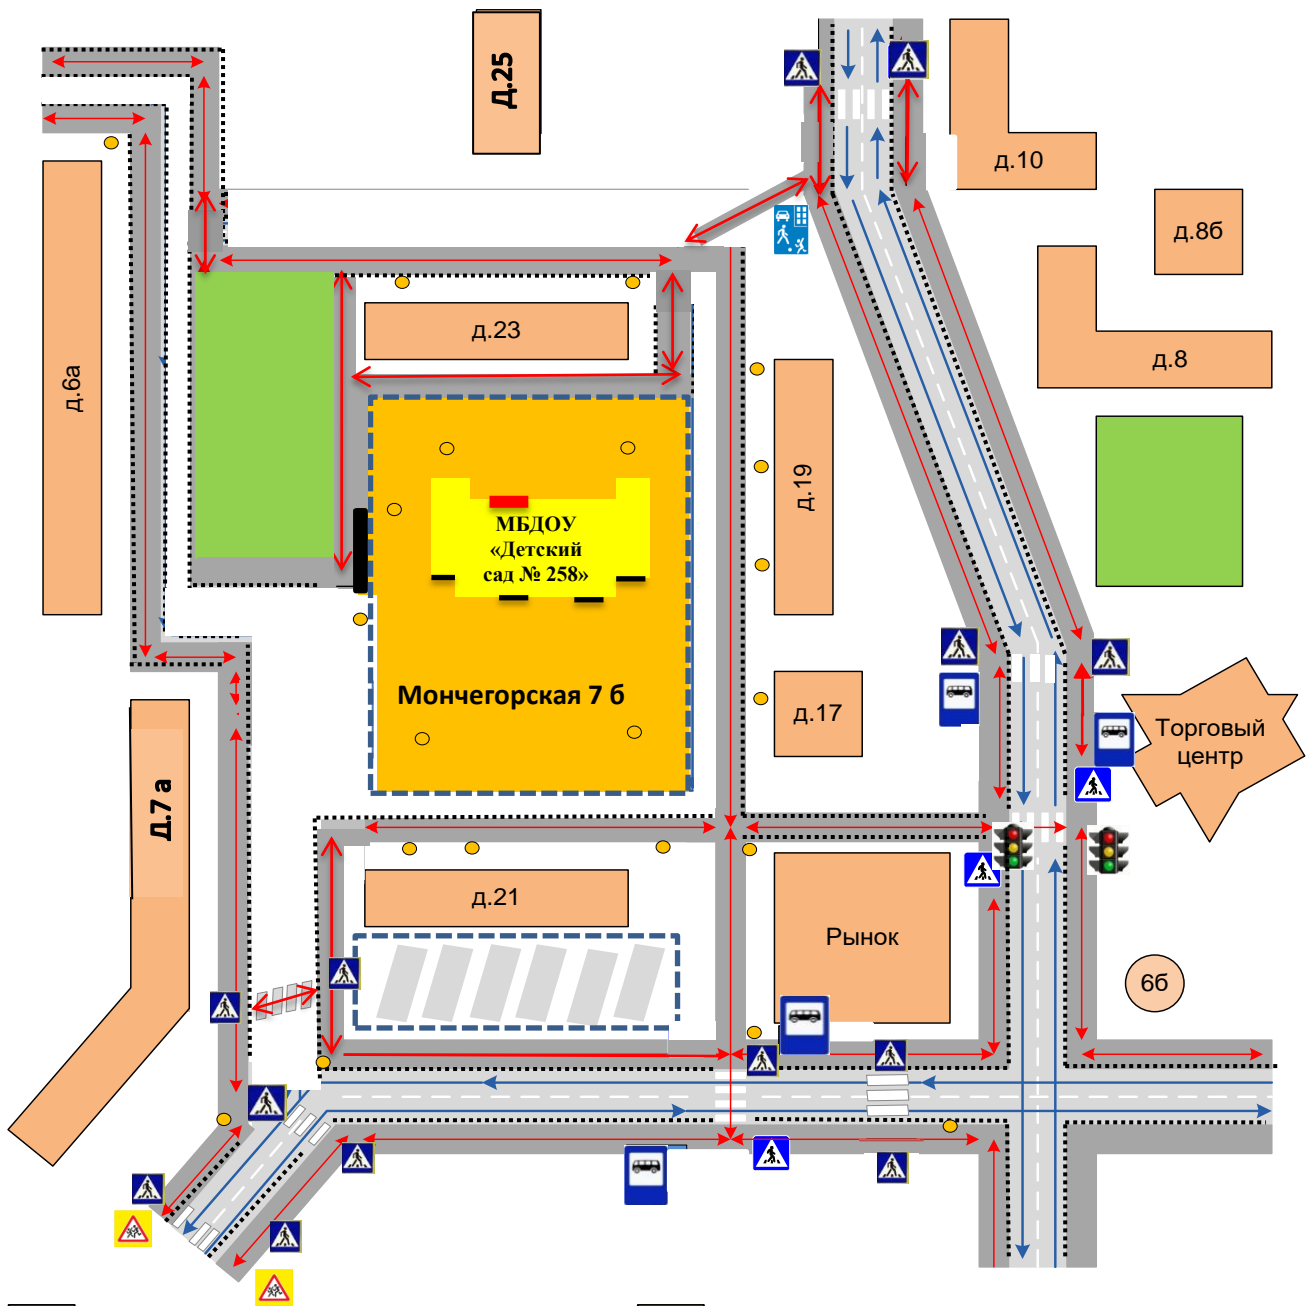 Д.25
д.10
д.8б
д.23
д.8
д.6а
д.19
МБДОУ
«Детский
сад № 258»
Мончегорская 7 б
д.17
Торговый
центр
Д.7 а
д.21
Рынок
6б